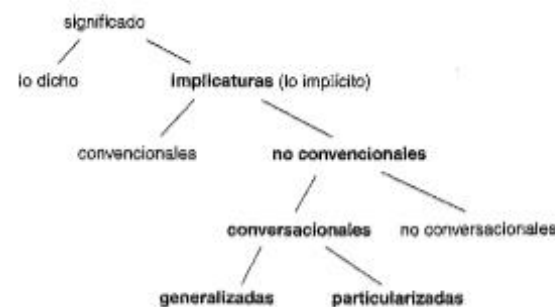 significado
lo dicho implicaturas (lo implícito)
convencionales no convencionales
conversacionales no conversacionales
generalizadas particularizadas